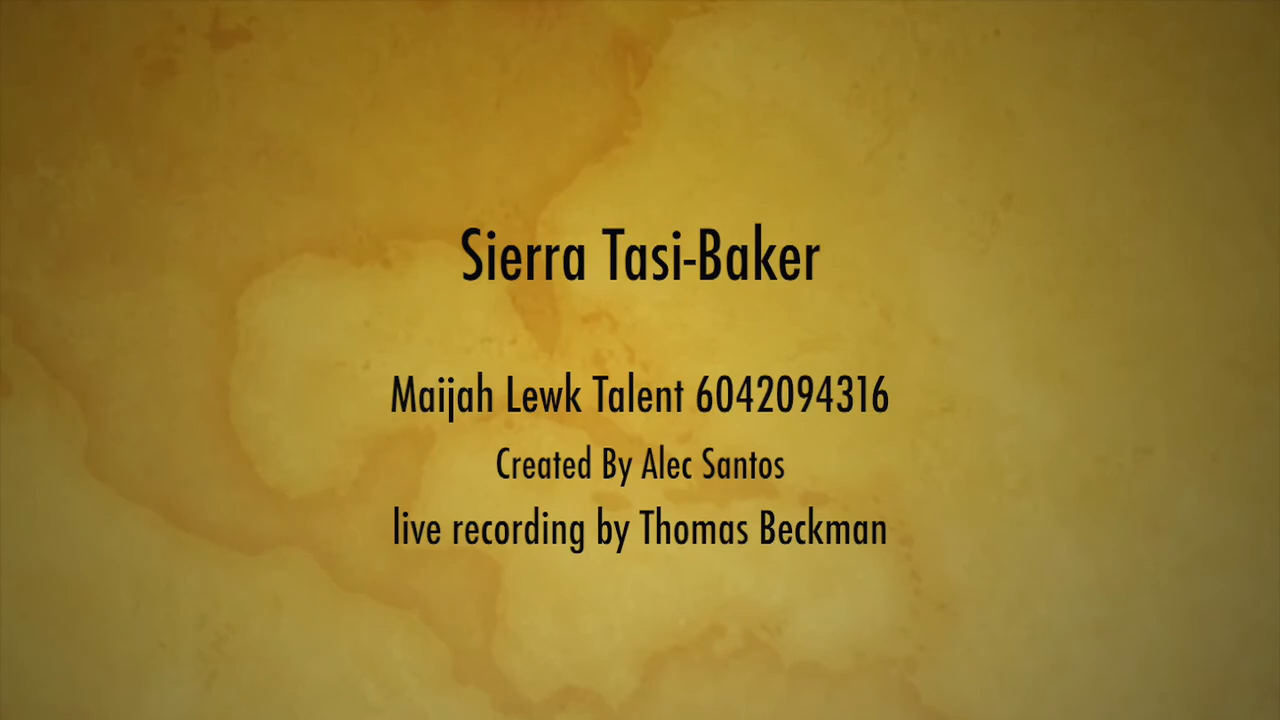 Sierra Tasi-Baker
Maijah Lewk Talent 6042094316
Created By Alec Santos
live recording by Thomas Beckman